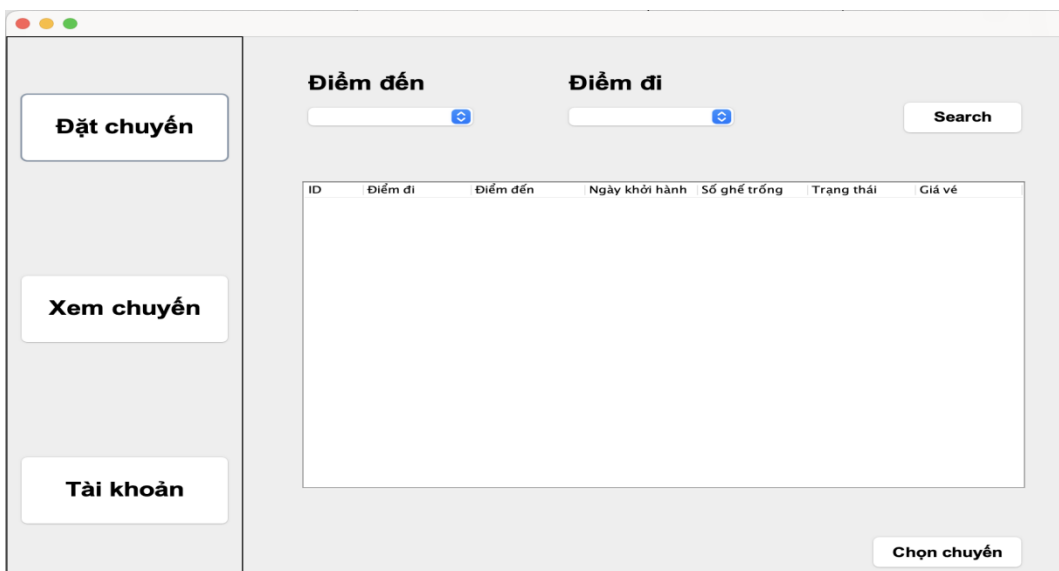 Đặt chuyến
Xem chuyến
Tài khoản
Điểm đến
Điểm đi
Search
ID Điểm đi Điểm đến Ngày khởi hành Số ghế trống Trạng thái Giá vé
Chọn chuyến